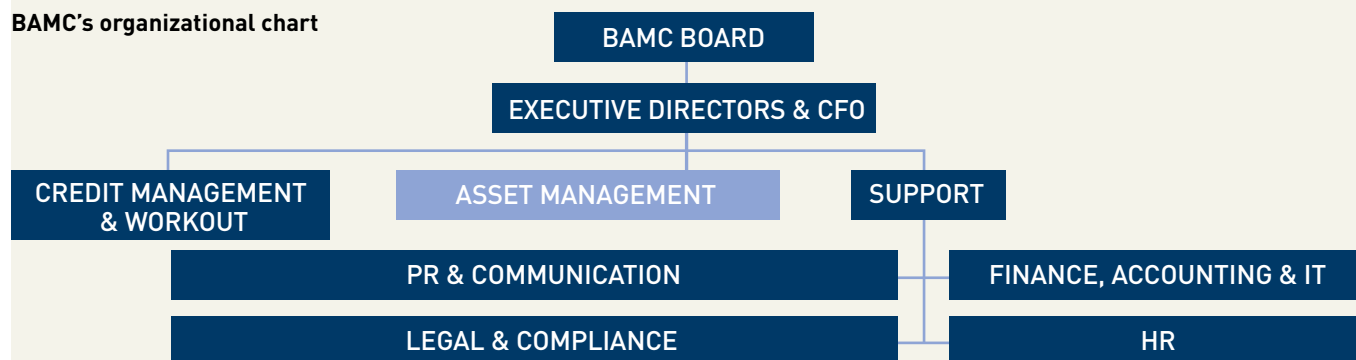 BAMC's organizational chart
BAMC BOARD
EXECUTIVE DIRECTORS & CFO
CREDIT MANAGEMENT
& WORKOUT
ASSET MANAGEMENT
SUPPORT
PR & COMMUNICATION
FINANCE, ACCOUNTING & IT
LEGAL & COMPLIANCE
HR